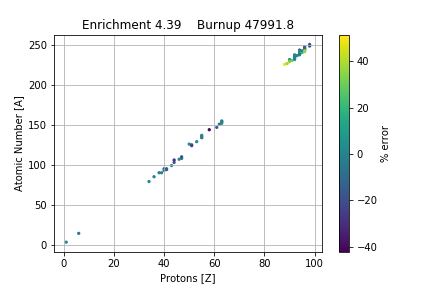 Enrichment 4.39    Burnup 47991.8
250
200
150
100
50
0
Atomic Number [A]
0 20 40 60 80 100
Protons [Z]
40
20
0
−20
−40
% error